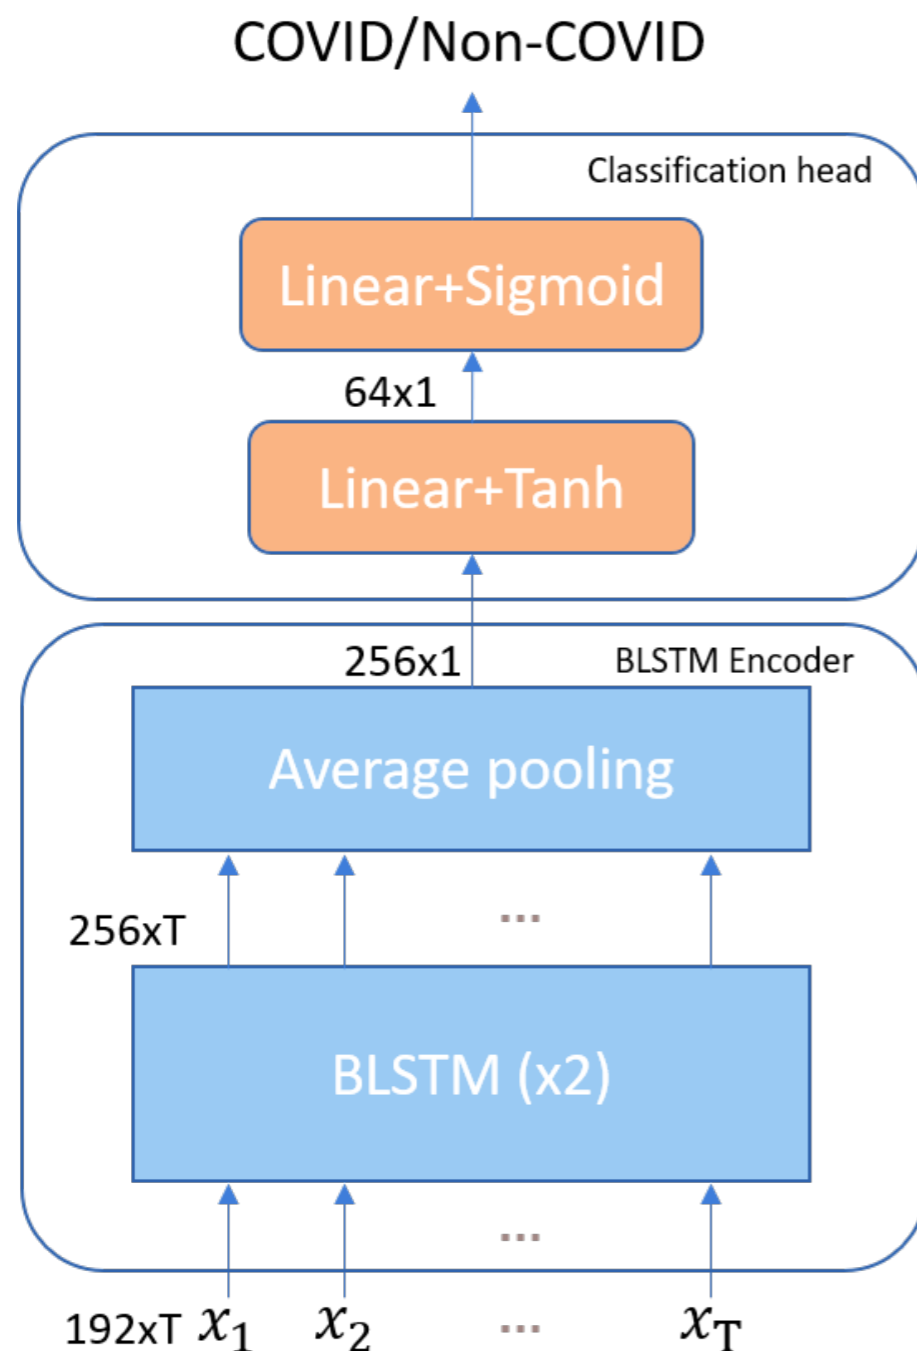 COVID/Non-COVID
Classification head
Linear+Sigmoid
64x1
Linear+Tanh
256x1
BLSTM Encoder
Average pooling
256xT
...
BLSTM (x2)
...
192xT x₁ x₂ ... x_T